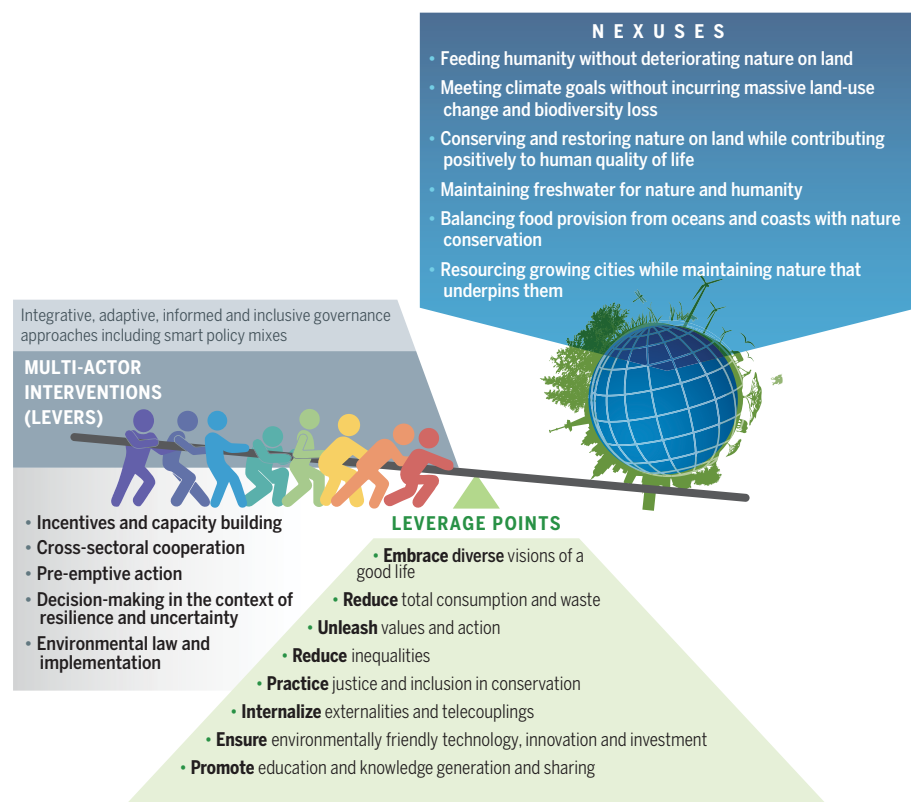 NEXUSES
• Feeding humanity without deteriorating nature on land
• Meeting climate goals without incurring massive land-use
change and biodiversity loss
• Conserving and restoring nature on land while contributing
positively to human quality of life
• Maintaining freshwater for nature and humanity
• Balancing food provision from oceans and coasts with nature
conservation
• Resourcing growing cities while maintaining nature that
underpins them
Integrative, adaptive, informed and inclusive governance
approaches including smart policy mixes
MULTI-ACTOR
INTERVENTIONS
(LEVERS)
• Incentives and capacity building
• Cross-sectoral cooperation
• Pre-emptive action
• Decision-making in the context of
resilience and uncertainty
• Environmental law and
implementation
LEVERAGE POINTS
• Embrace diverse visions of a
good life
• Reduce total consumption and waste
• Unleash values and action
• Reduce inequalities
• Practice justice and inclusion in conservation
• Internalize externalities and telecouplings
• Ensure environmentally friendly technology, innovation and investment
• Promote education and knowledge generation and sharing